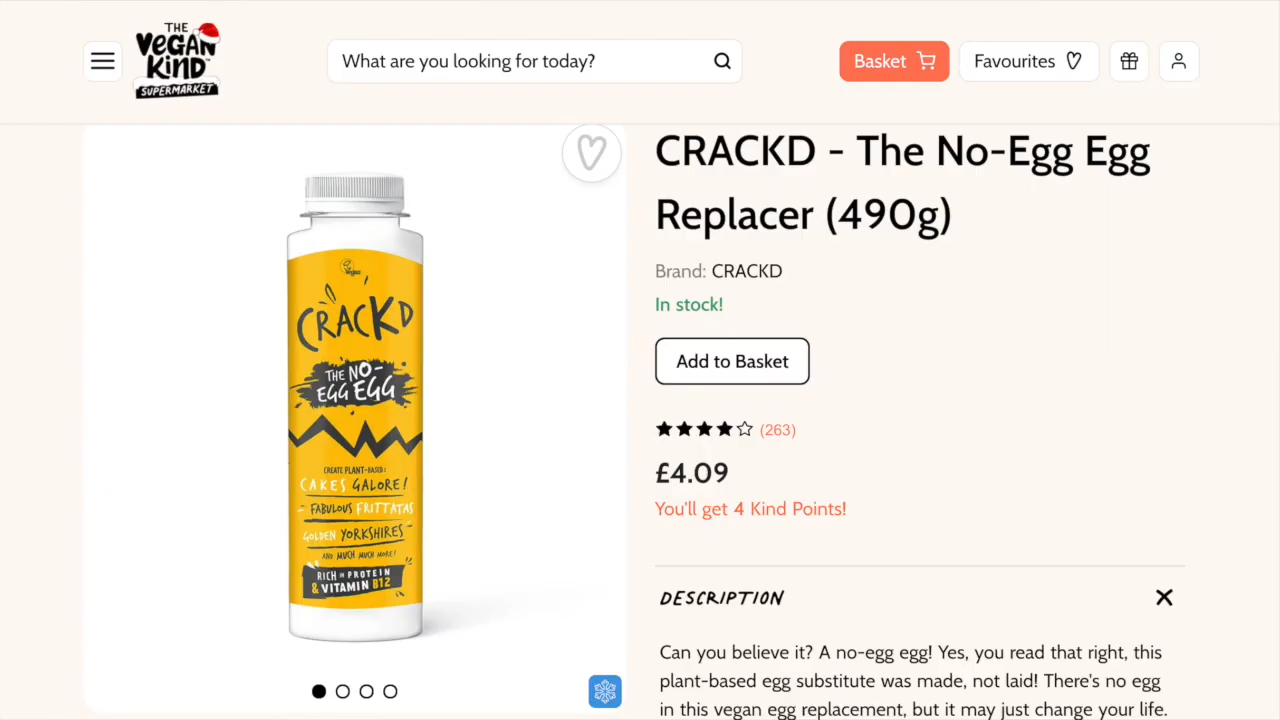 THE
VEGAN
KIND
SUPERMARKET
What are you looking for today?
Basket
Favourites
CRACKD - The No-Egg Egg
Replacer (490g)
Brand: CRACKD
In stock!
Add to Basket
(263)
£4.09
You'll get 4 Kind Points!
DESCRIPTION
Can you believe it? A no-egg egg! Yes, you read that right, this
plant-based egg substitute was made, not laid! There's no egg
in this vegan egg replacement, but it may just change your life.
Vegan
CRACKD
THE NO-
EGG EGG
CREATE PLANT-BASED:
CAKES GALORE!
FABULOUS FRITTATAS
GOLDEN YORKSHIRES
AND MUCH MUCH MORE!
RICH IN PROTEIN
& VITAMIN B12